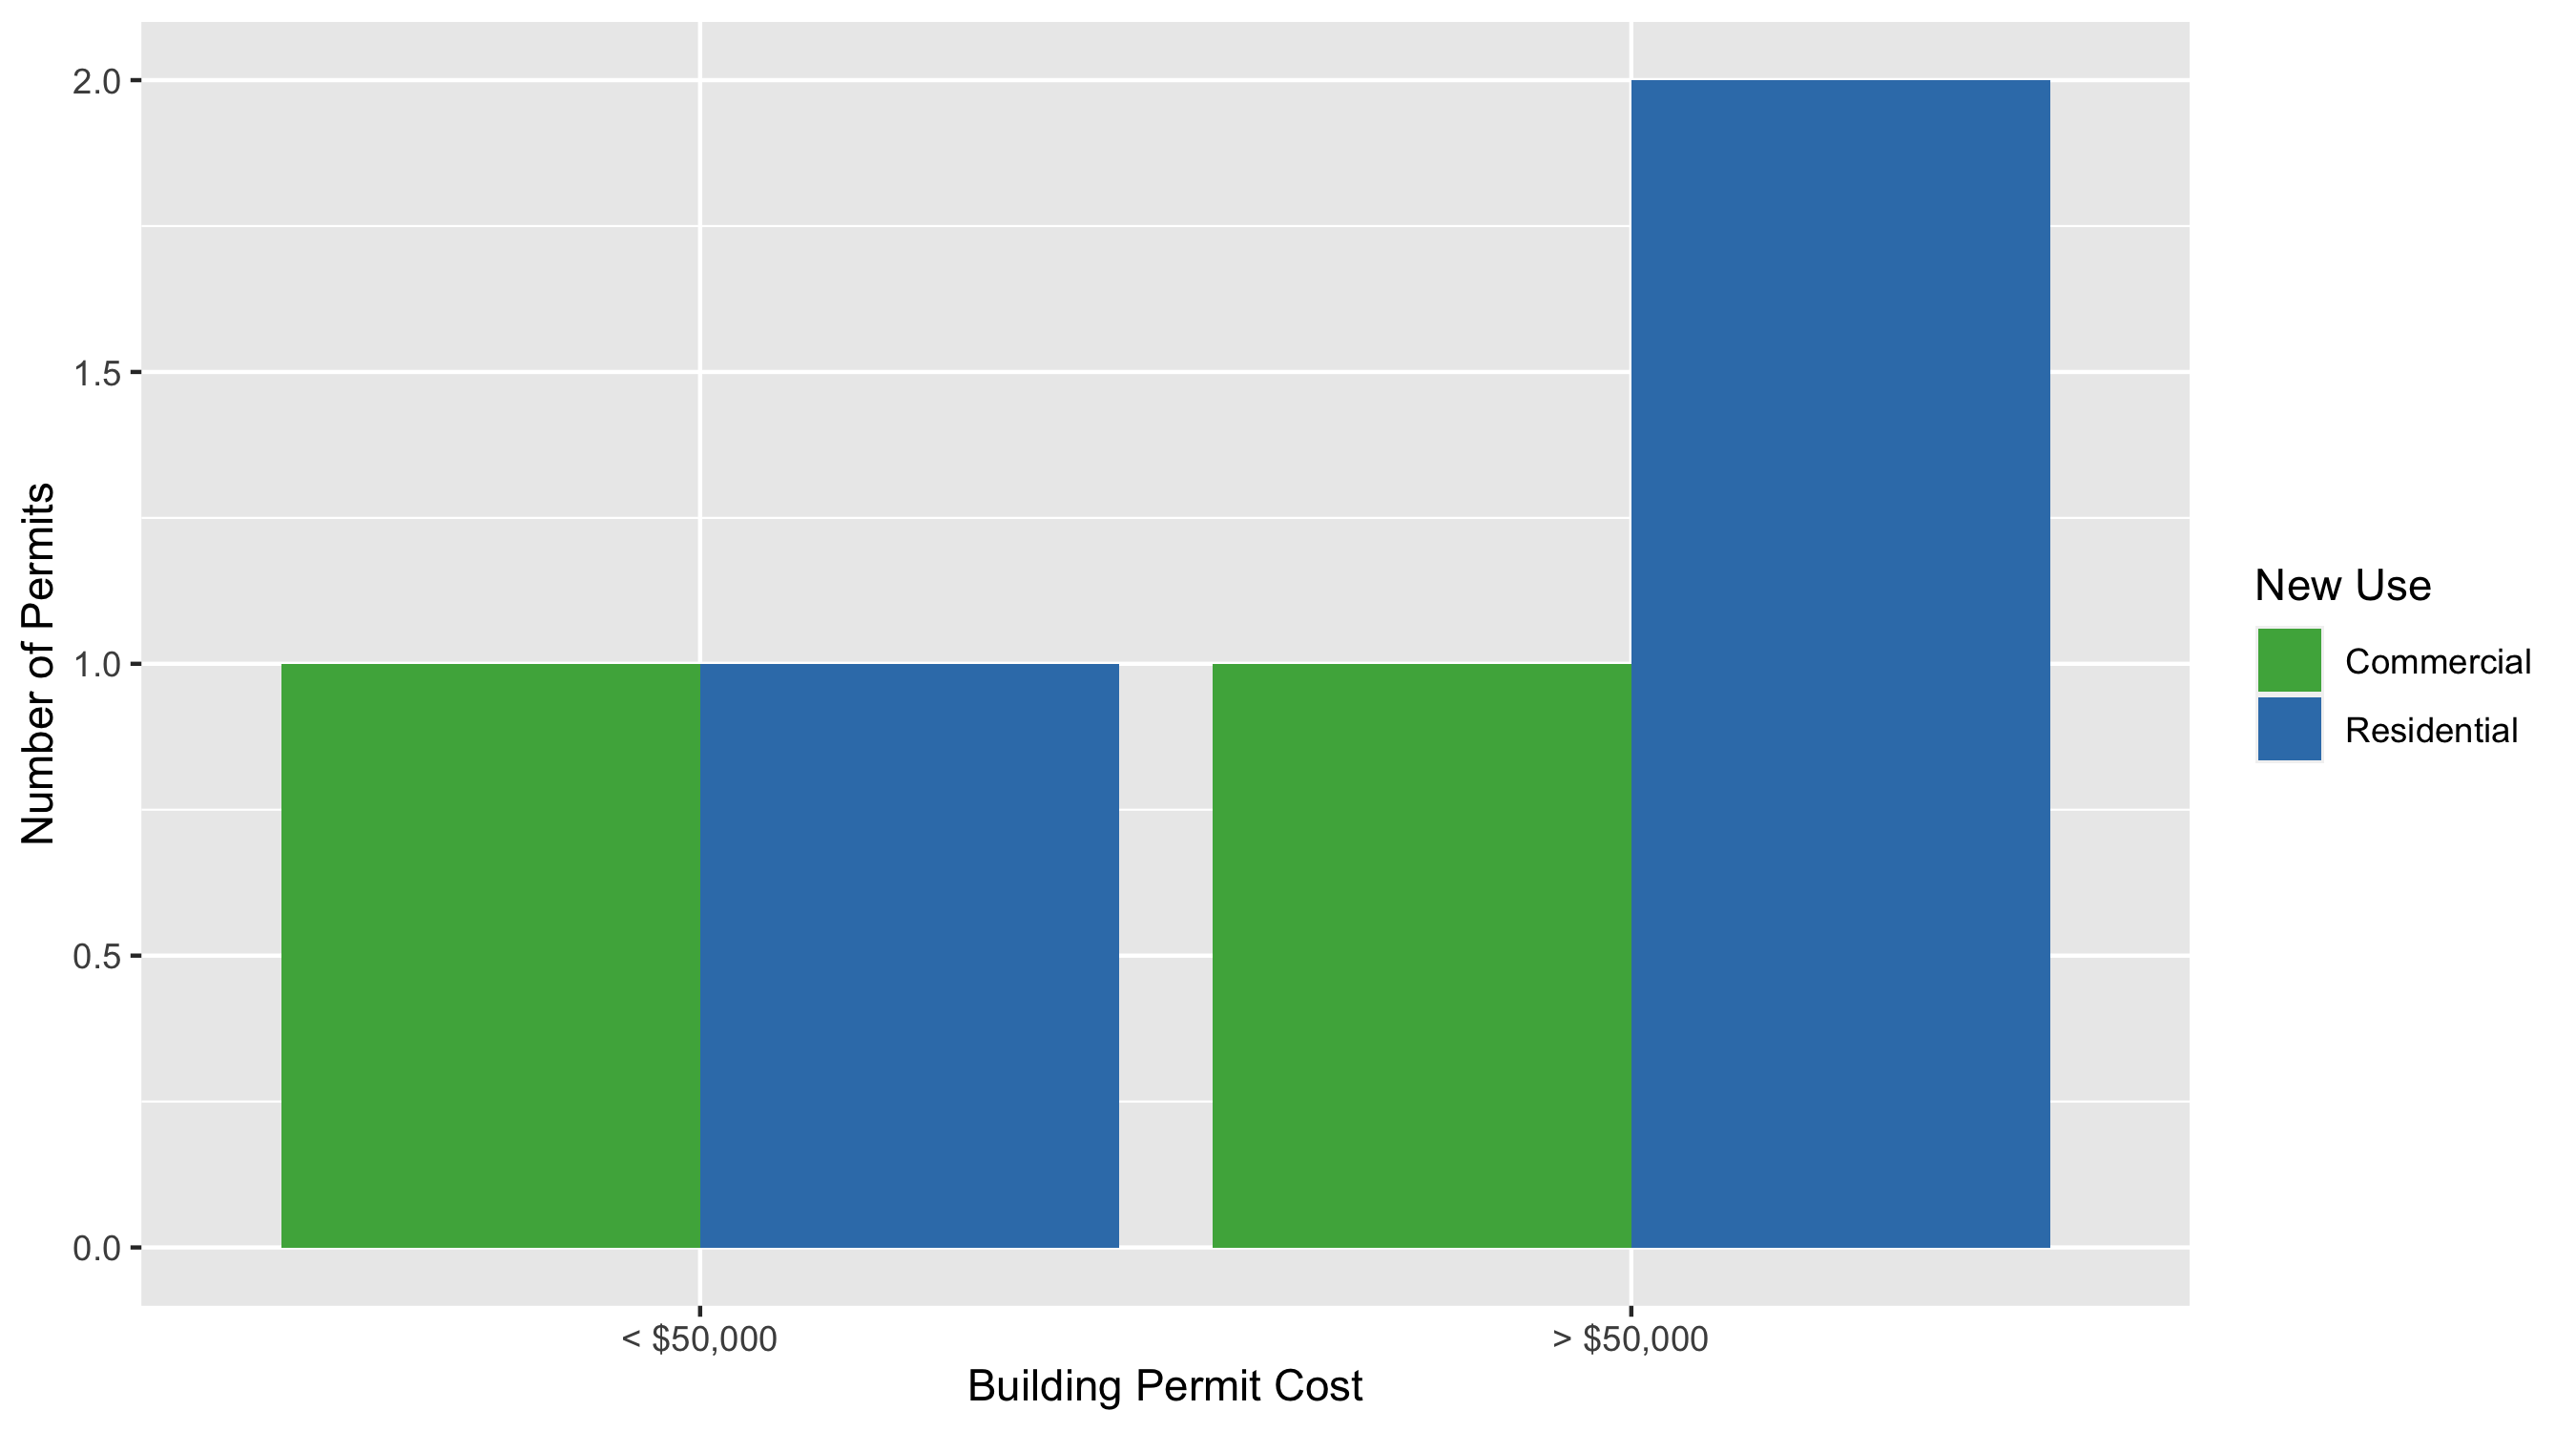 2.0
1.5
1.0
0.5
0.0
Number of Permits
< $50,000
> $50,000
Building Permit Cost
New Use
Commercial
Residential